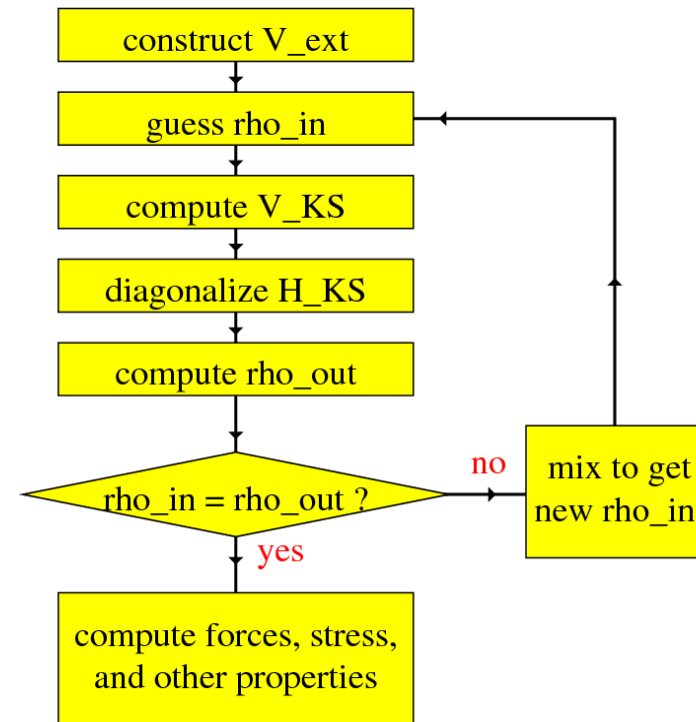 construct V_ext
guess rho_in
compute V_KS
diagonalize H_KS
compute rho_out
rho_in = rho_out ?
no
mix to get
new rho_in
yes
compute forces, stress,
and other properties